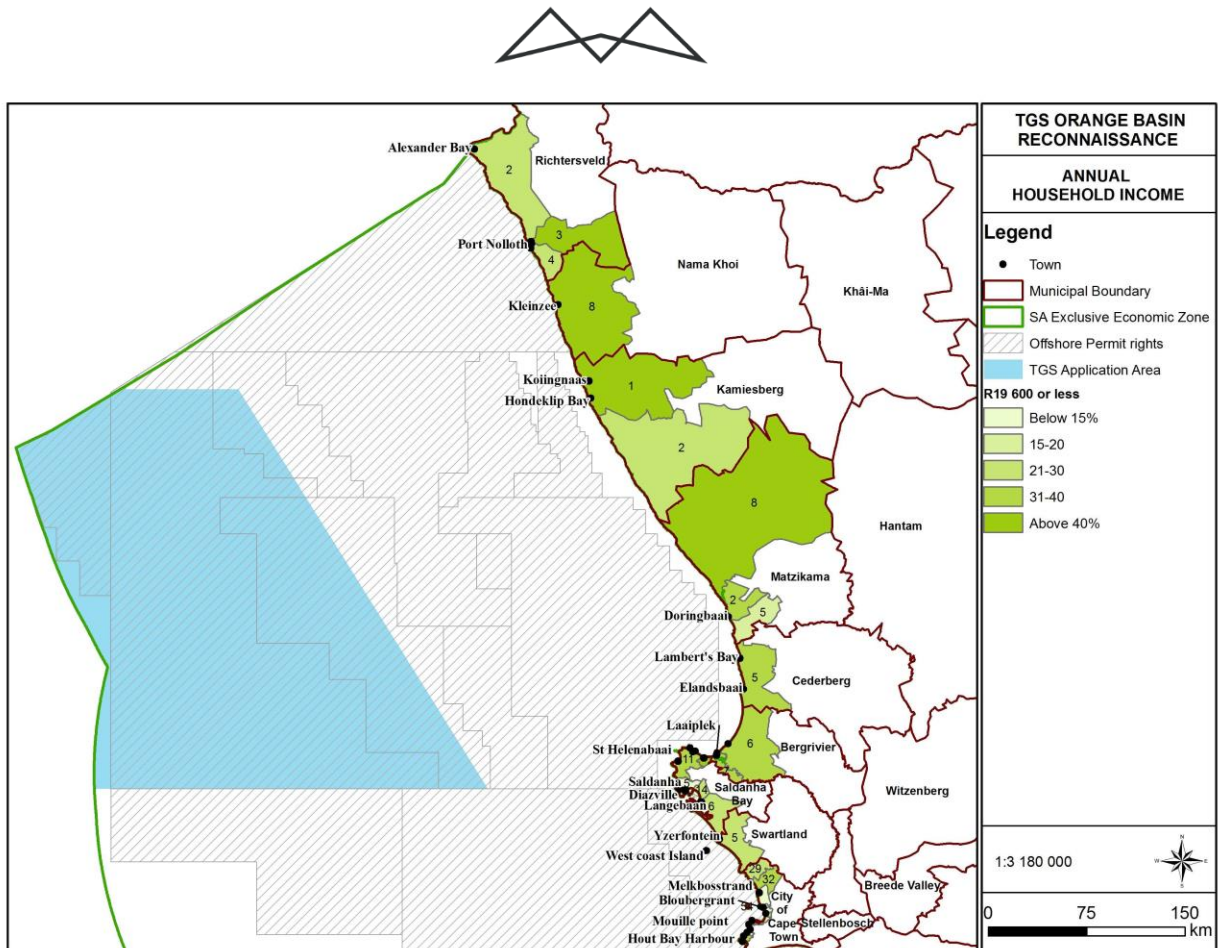 Alexander Bay
2
Richtersveld
3
Port Nolloth
4
Nama Khoi
Khâi-Ma
Kleinzee
8
Koiingnaas
1
Kamiesberg
Hondeklip Bay
2
8
Hantam
Matzikama
2
5
Doringbaai
Lambert's Bay
5
Cederberg
Elandsbaai
Laaiplek
6
Bergrivier
St Helenabaai
11
Saldanha
5
14
Saldanha
Bay
Witzenberg
Diazville
Langebaan
6
Yzerfontein
5
Swartland
West coast Island
29
32
Melkbosstrand
Bloubergrant
City
of
Cape
Town
Breede Valley
Stellenbosch
Mouille point
Hout Bay Harbour
TGS ORANGE BASIN
RECONNAISSANCE
ANNUAL
HOUSEHOLD INCOME
Legend
Town
Municipal Boundary
SA Exclusive Economic Zone
Offshore Permit rights
TGS Application Area
R19 600 or less
Below 15%
15-20
21-30
31-40
Above 40%
1:3 180 000
N
W E
S
0 75 150
km